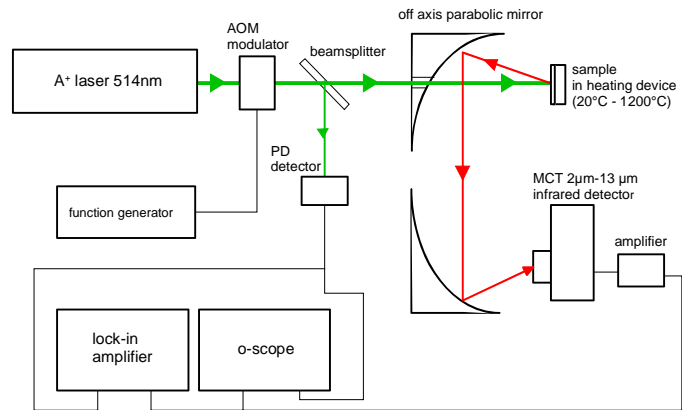 off axis parabolic mirror
AOM
modulator
beamsplitter
A⁺ laser 514nm
sample
in heating device
(20°C - 1200°C)
PD
detector
MCT 2µm-13 µm
infrared detector
function generator
amplifier
lock-in
amplifier
o-scope